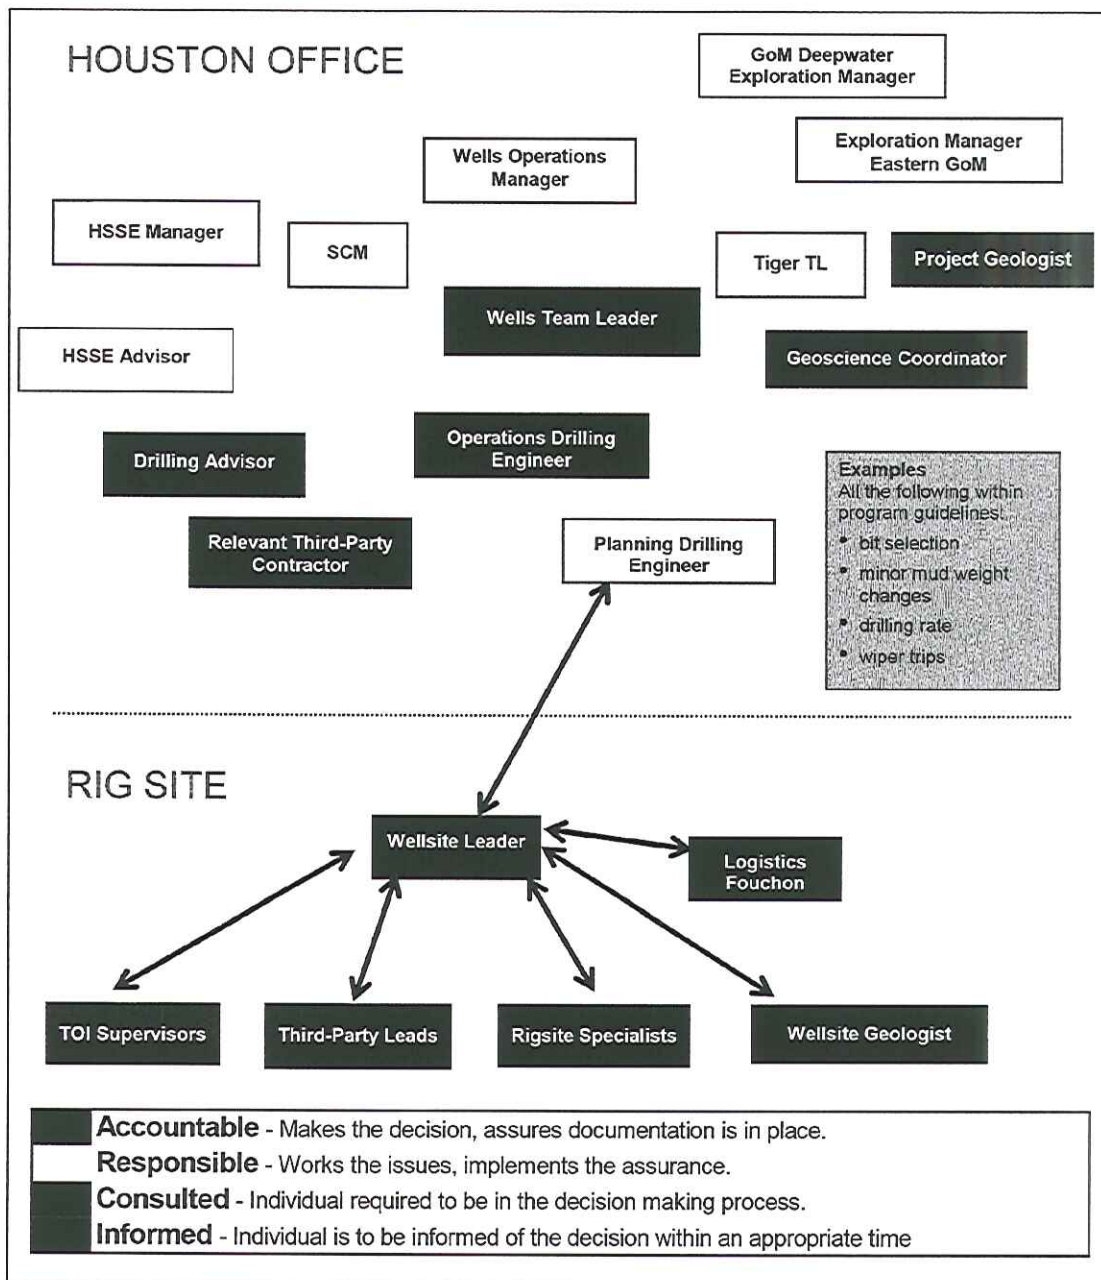 HOUSTON OFFICE
GoM Deepwater
Exploration Manager
Exploration Manager
Eastern GoM
Wells Operations
Manager
HSSE Manager
SCM
Tiger TL
Project Geologist
Wells Team Leader
HSSE Advisor
Geoscience Coordinator
Operations Drilling
Engineer
Drilling Advisor
Relevant Third-Party
Contractor
Planning Drilling
Engineer
Examples
All the following within
program guidelines:
• bit selection
• minor mud weight
changes
• drilling rate
• wiper trips
RIG SITE
Wellsite Leader
Logistics
Fouchon
TOI Supervisors
Third-Party Leads
Rigsite Specialists
Wellsite Geologist
Accountable - Makes the decision, assures documentation is in place.
Responsible - Works the issues, implements the assurance.
Consulted - Individual required to be in the decision making process.
Informed - Individual is to be informed of the decision within an appropriate time